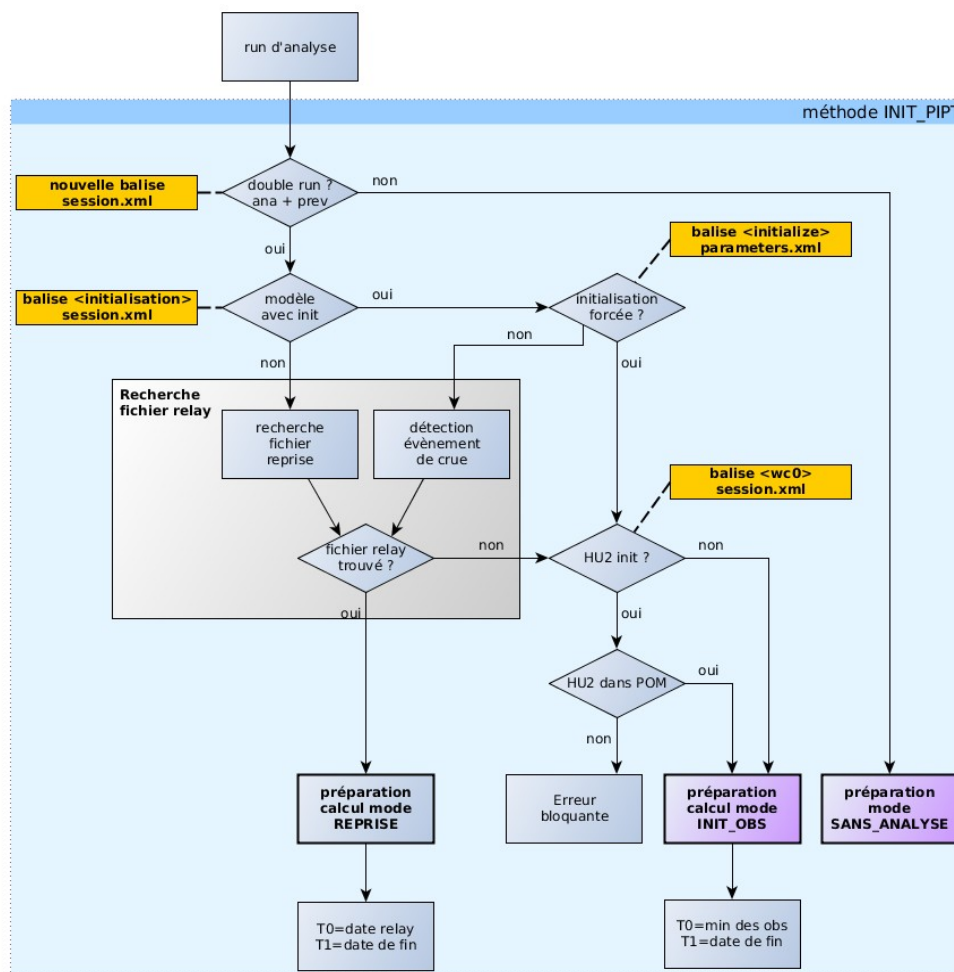 run d'analyse
méthode INIT_PIPT
nouvelle balise
session.xml
double run ?
ana + prev
non
oui
balise <initialize>
parameters.xml
balise <initialisation>
session.xml
modèle
avec init
oui
initialisation
forcée ?
non
non
oui
Recherche
fichier relay
recherche
fichier
reprise
détection
évènement
de crue
balise <wc0>
session.xml
fichier relay
trouvé ?
non
HU2 init ?
non
oui
oui
HU2 dans POM
oui
non
préparation
calcul mode
REPRISE
Erreur
bloquante
préparation
calcul mode
INIT_OBS
préparation
mode
SANS_ANALYSE
T0=date relay
T1=date de fin
T0=min des obs
T1=date de fin